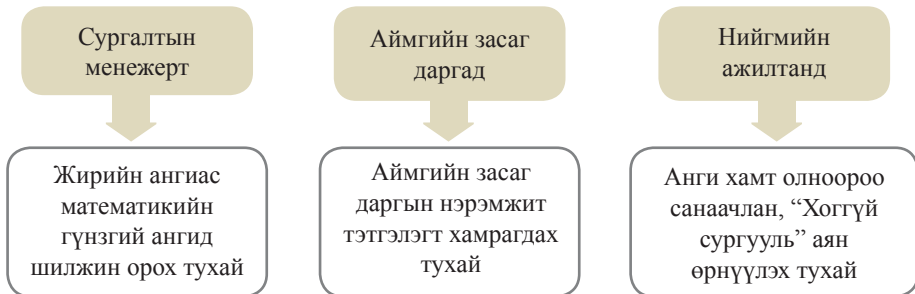 Сургалтын
менежерт
Аймгийн засаг
даргад
Нийгмийн
ажилтанд
Жирийн ангиас
математикийн
гүнзгий ангид
шилжин орох тухай
Аймгийн засаг
даргын нэрэмжит
тэтгэлэгт хамрагдах
тухай
Анги хамт олноороо
санаачлан, “Хоггүй
сургууль” аян
өрнүүлэх тухай